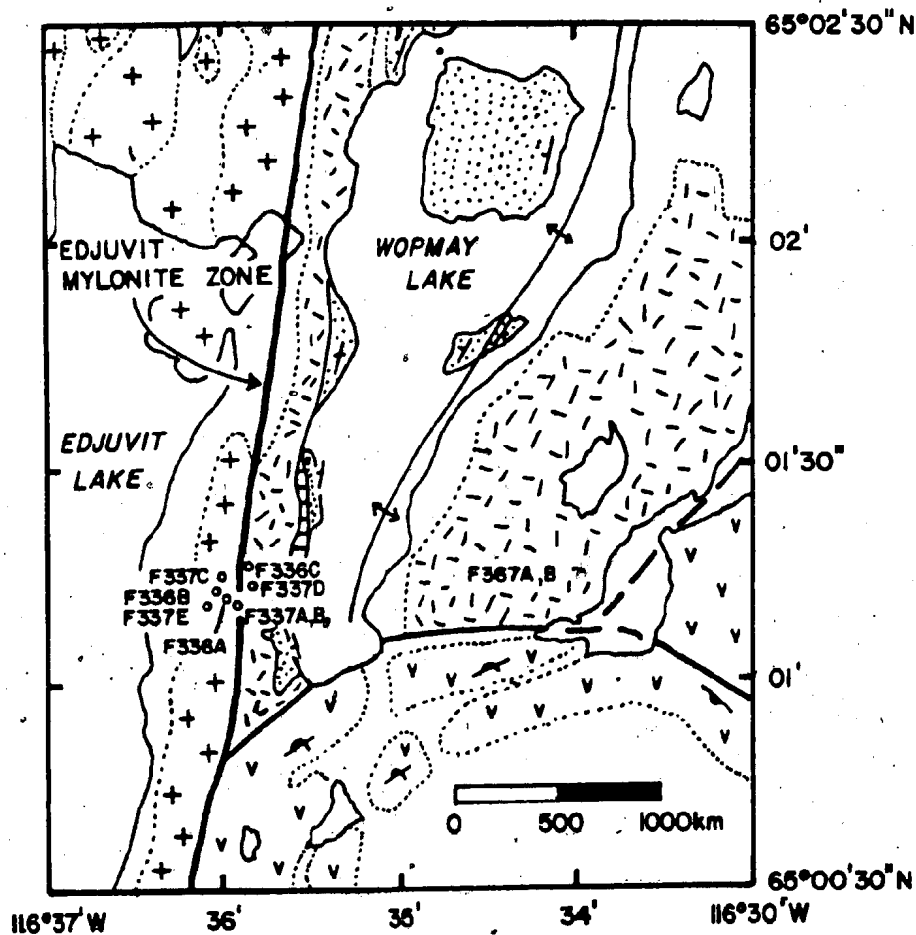 65°02'30"N
EDJUVIT
MYLONITE ZONE
WOPMAY
LAKE
02'
EDJUVIT
LAKE
01'30"
F337C
F336C
F336B
F337D
F337E
F337A,B,
F336A
F367A,B
01'
0 500 1000km
65°00'30"N
116°37'W 36' 35' 34' 116°30'W